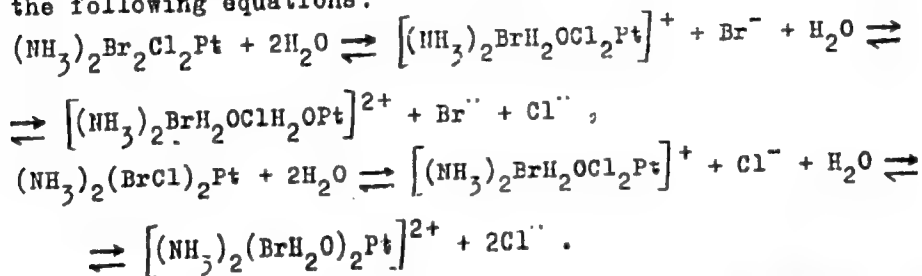 the following equations:
(NH₃)₂Br₂Cl₂Pt + 2H₂O ⇄ [(NH₃)₂BrH₂OCl₂Pt]⁺ + Br⁻ + H₂O ⇄
⇄ [(NH₃)₂BrH₂OClH₂OPt]²⁺ + Br¨ + Cl¨ ,
(NH₃)₂(BrCl)₂Pt + 2H₂O ⇄ [(NH₃)₂BrH₂OCl₂Pt]⁺ + Cl⁻ + H₂O ⇄
⇄ [(NH₃)₂(BrH₂O)₂Pt]²⁺ + 2Cl¨ .